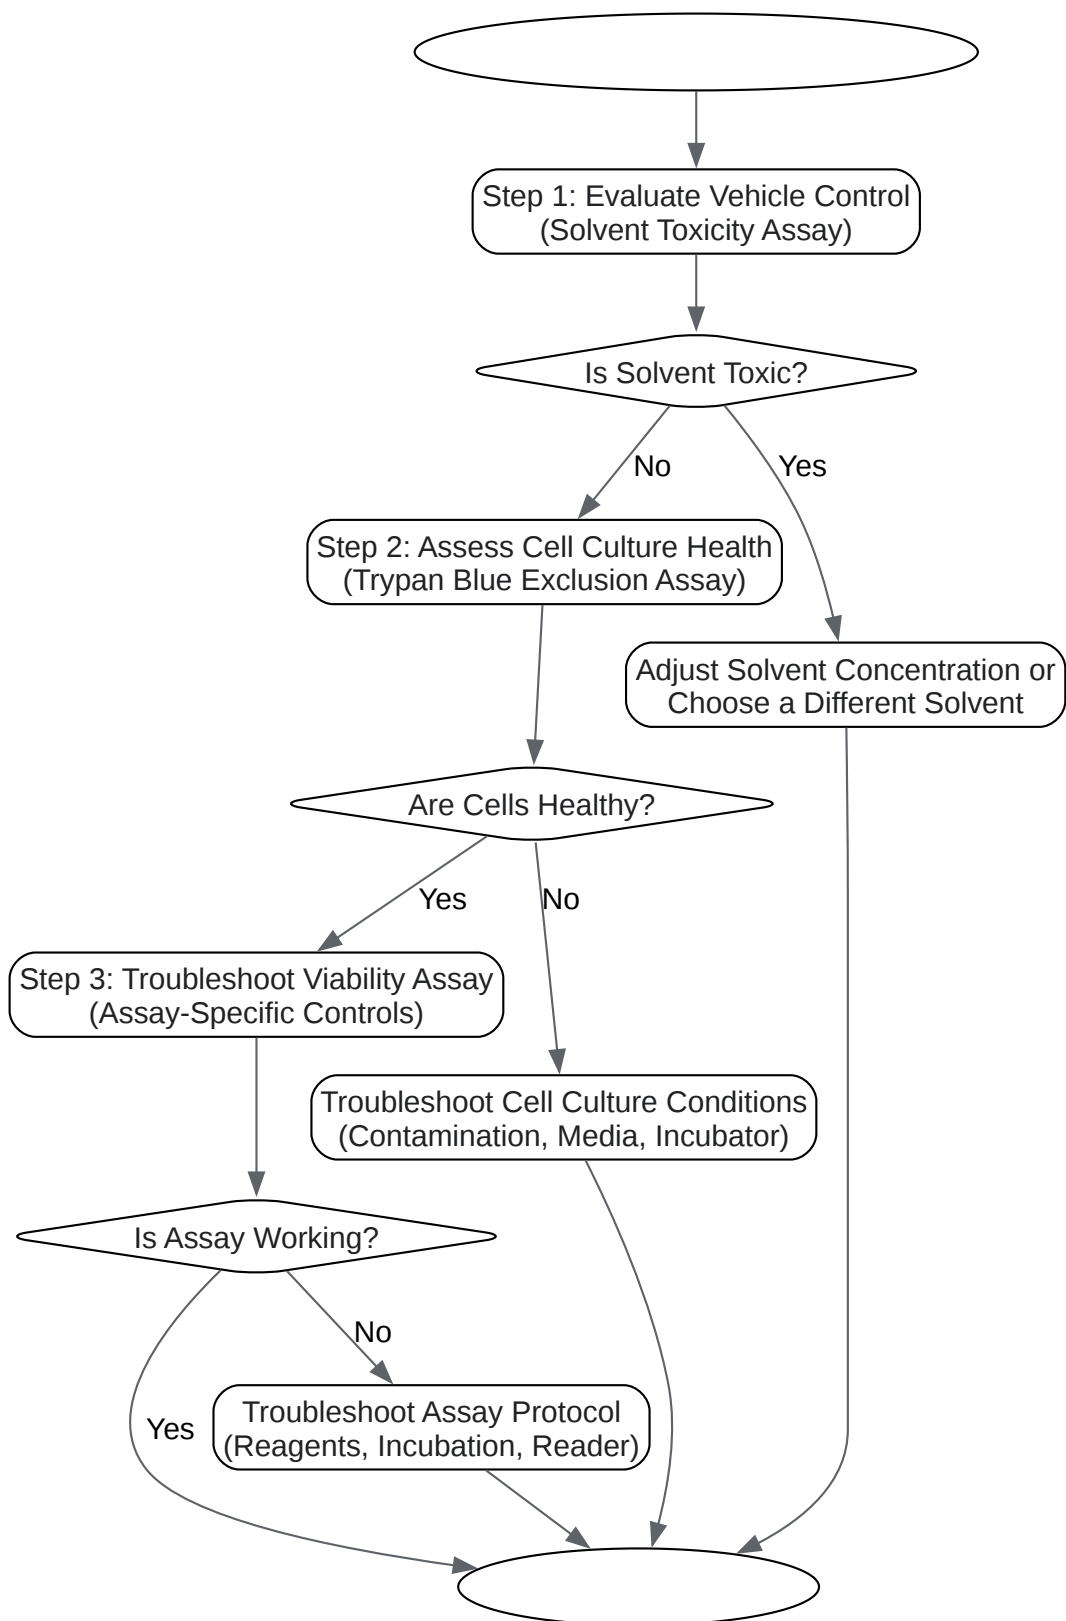 Step 1: Evaluate Vehicle Control
(Solvent Toxicity Assay)
Is Solvent Toxic?
No
Yes
Step 2: Assess Cell Culture Health
(Trypan Blue Exclusion Assay)
Adjust Solvent Concentration or
Choose a Different Solvent
Are Cells Healthy?
Yes
No
Step 3: Troubleshoot Viability Assay
(Assay-Specific Controls)
Troubleshoot Cell Culture Conditions
(Contamination, Media, Incubator)
Is Assay Working?
No
Yes
Troubleshoot Assay Protocol
(Reagents, Incubation, Reader)